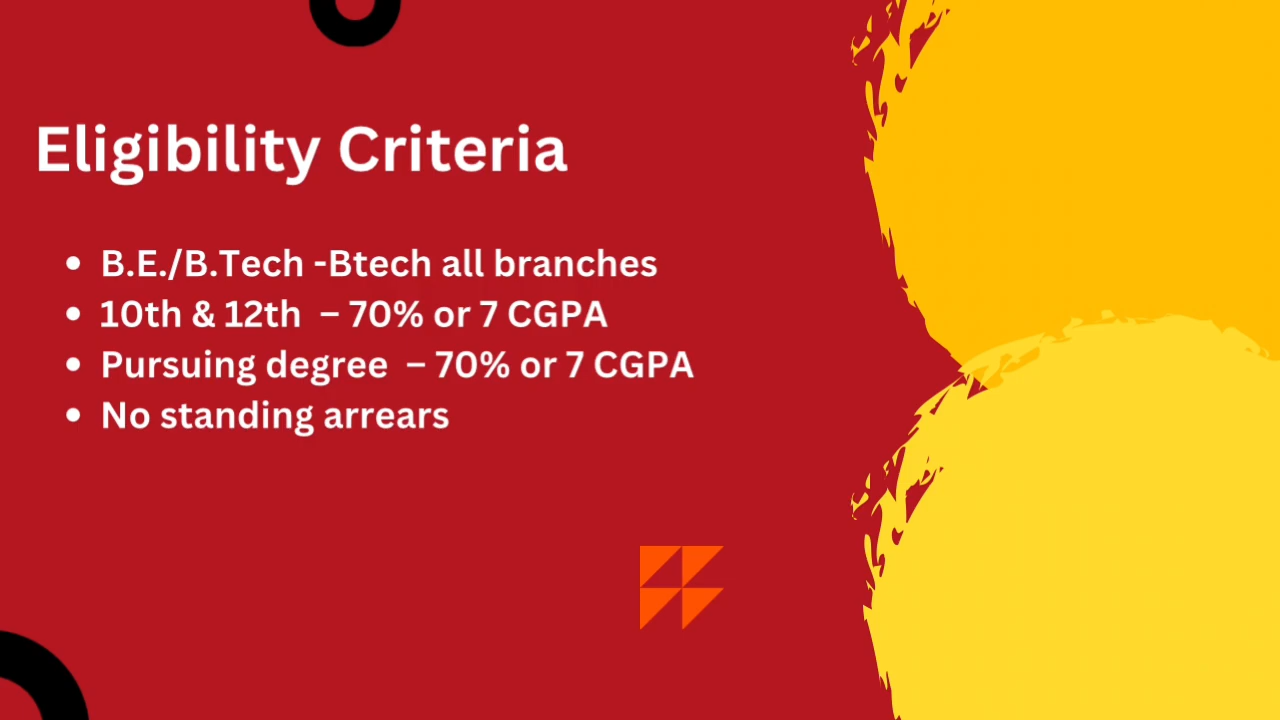 Eligibility Criteria
• B.E./B.Tech -Btech all branches
• 10th & 12th – 70% or 7 CGPA
• Pursuing degree – 70% or 7 CGPA
• No standing arrears